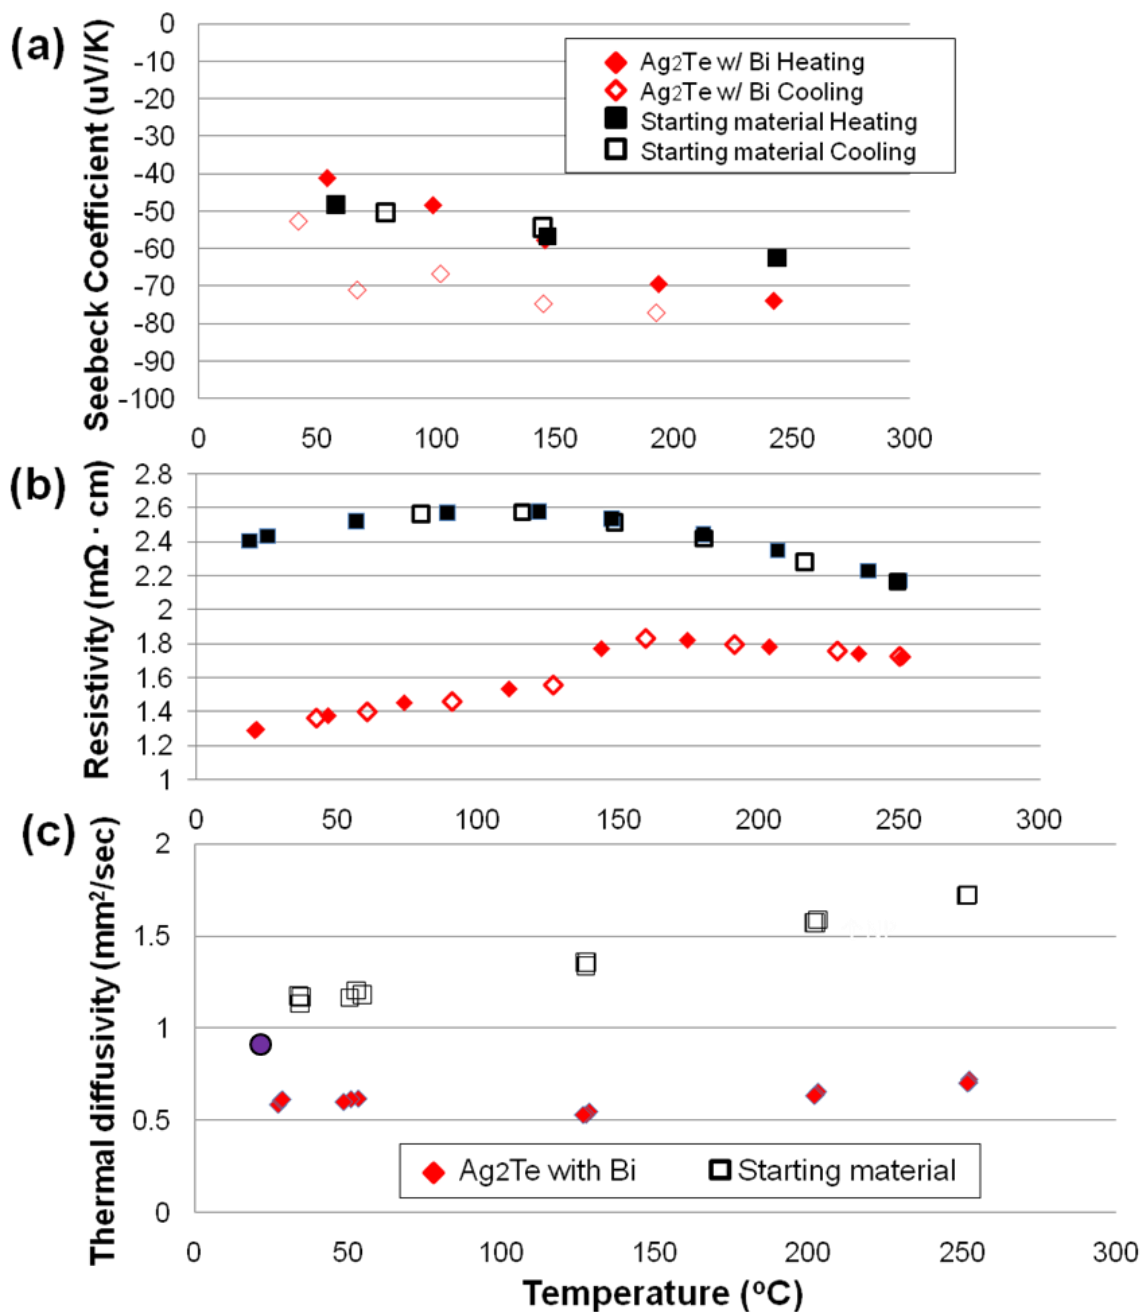 (a)
Seebeck Coefficient (uV/K)
0
-10
-20
-30
-40
-50
-60
-70
-80
-90
-100
Ag2Te w/ Bi Heating
Ag2Te w/ Bi Cooling
Starting material Heating
Starting material Cooling
0 50 100 150 200 250 300
(b)
Resistivity (mΩ · cm)
2.8
2.6
2.4
2.2
2
1.8
1.6
1.4
1.2
1
0 50 100 150 200 250 300
(c)
Thermal diffusivity (mm²/sec)
2
1.5
1
0.5
0
Ag2Te with Bi
Starting material
0 50 100 150 200 250 300
Temperature (ºC)